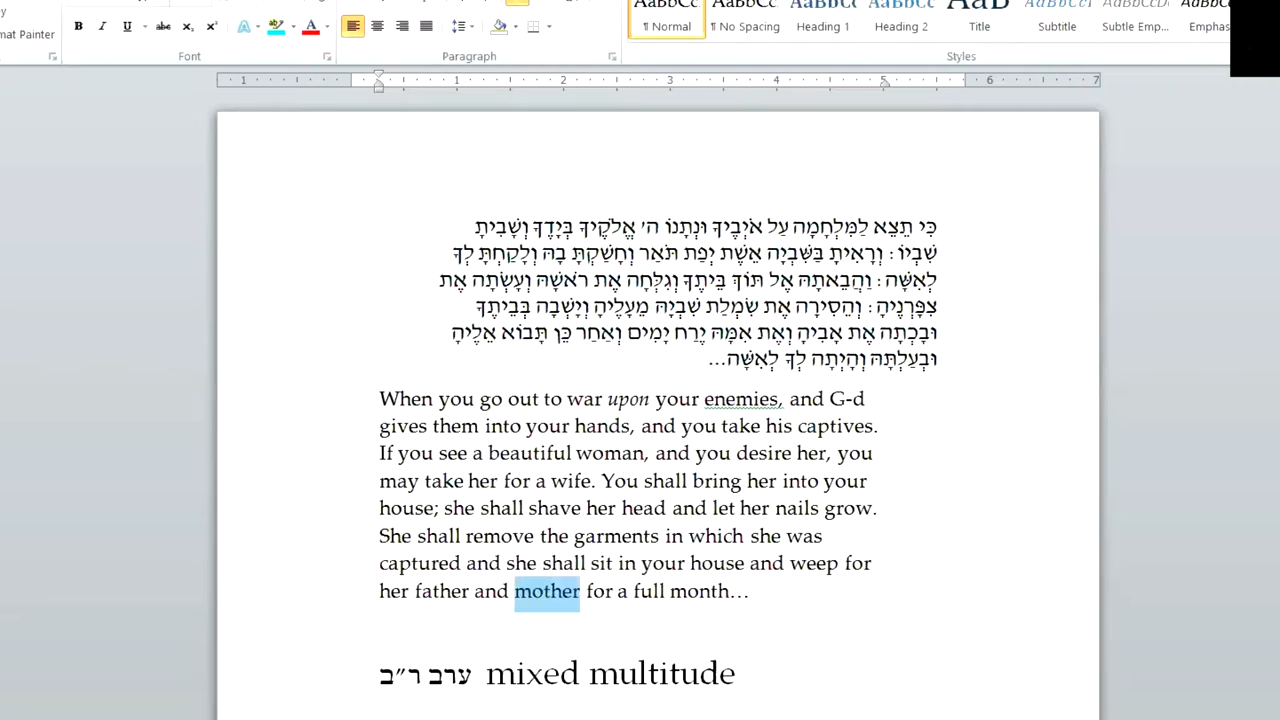 mat Painter
B I U abc x₂ x² A A
Font
Paragraph
AaBbCc AaBbCc AaBbCc AaBbCc AaB AaBbCc AaBbCcD AaBbCc
¶ Normal ¶ No Spacing Heading 1 Heading 2 Title Subtitle Subtle Emp... Emphas
Styles
1 1 2 3 4 5 6 7
כִּי תֵצֵא לַמִּלְחָמָה עַל אֹיְבֶיךָ וּנְתָנוֹ ה' אֱלֹקֶיךָ בְּיָדֶךָ וְשָׁבִיתָ
שִׁבְיוֹ: וְרָאִיתָ בַּשִּׁבְיָה אֵשֶׁת יְפַת תֹּאַר וְחָשַׁקְתָּ בָהּ וְלָקַחְתָּ לְךָ
לְאִשָּׁה: וַהֲבֵאתָהּ אֶל תּוֹךְ בֵּיתֶךָ וְגִלְּחָה אֶת רֹאשָׁהּ וְעָשְׂתָה אֶת
צִפָּרְנֶיהָ: וְהֵסִירָה אֶת שִׂמְלַת שִׁבְיָהּ מֵעָלֶיהָ וְיָשְׁבָה בְּבֵיתֶךָ
וּבָכְתָה אֶת אָבִיהָ וְאֶת אִמָּהּ יֶרַח יָמִים וְאַחַר כֵּן תָּבוֹא אֵלֶיהָ
וּבְעַלְתָּהּ וְהָיְתָה לְךָ לְאִשָּׁה...
When you go out to war upon your enemies, and G-d
gives them into your hands, and you take his captives.
If you see a beautiful woman, and you desire her, you
may take her for a wife. You shall bring her into your
house; she shall shave her head and let her nails grow.
She shall remove the garments in which she was
captured and she shall sit in your house and weep for
her father and mother for a full month…
ערב ר״ב mixed multitude